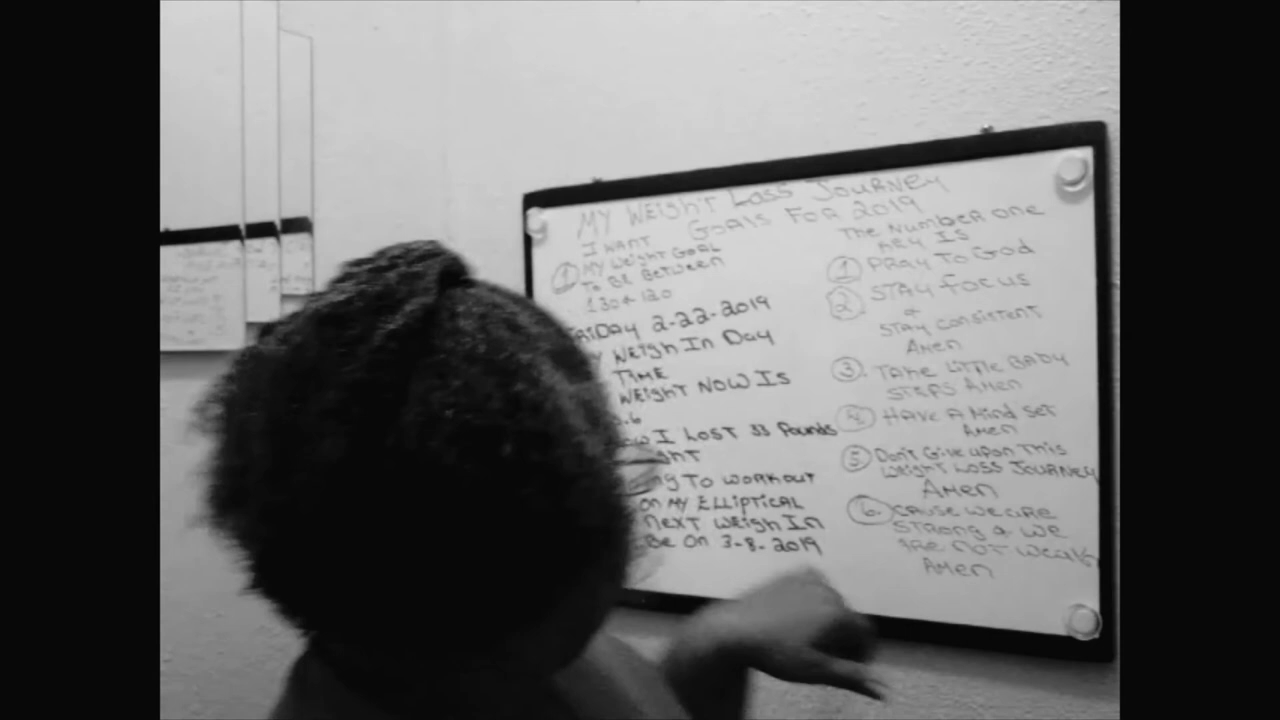 MY WEIGHT LOSS JOURNEY
GOALS FOR 2019
I WANT
① MY WEIGHT GOAL
TO BE BETWEEN
130 + 120
FRIDAY 2-22-2019
WEIGH IN DAY
TIME
WEIGHT NOW IS
.6
I LOST 33 Pounds
TO WORKOUT
ON MY ELLIPTICAL
NEXT WEIGH IN
BE ON 3-8-2019
THE NUMBER ONE
KEY IS
① PRAY TO GOD
② STAY FOCUS
&
STAY CONSISTENT
AMEN
③ TAKE LITTLE BABY
STEPS AMEN
④ HAVE A MIND SET
AMEN
⑤ DON'T GIVE UPON THIS
WEIGHT LOSS JOURNEY
AMEN
⑥ CAUSE WE ARE
STRONG & WE
ARE NOT WEAK
AMEN